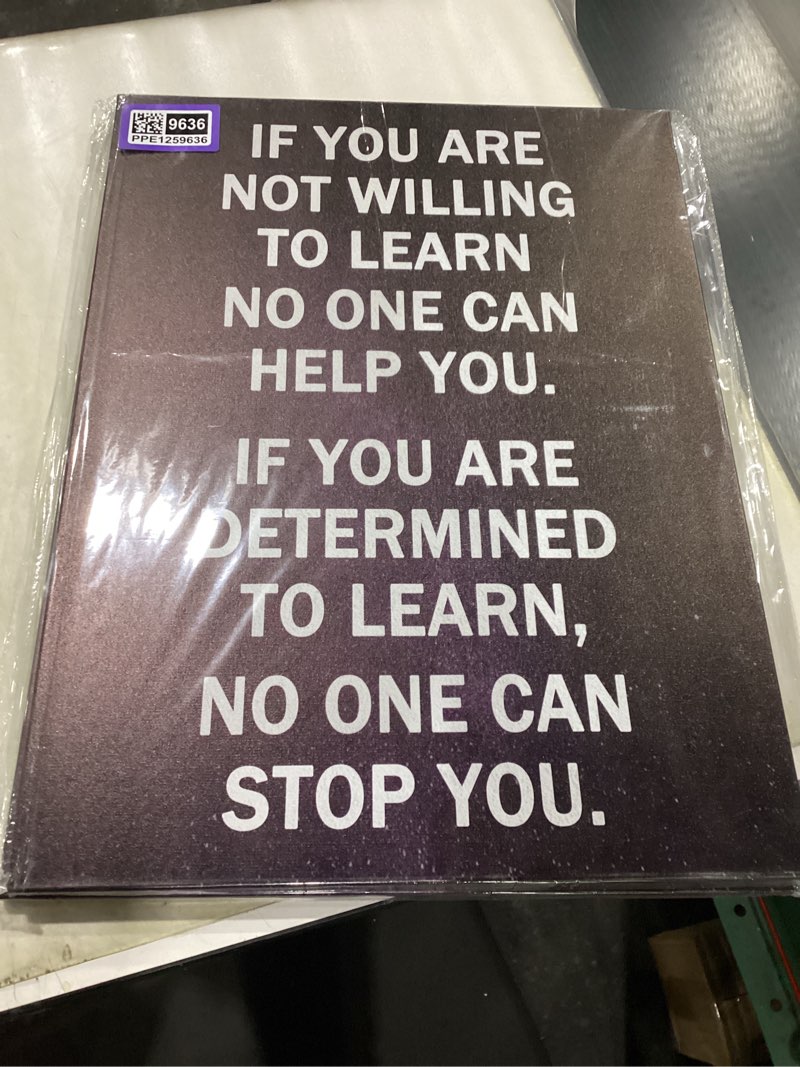 9636
PPE1259636
IF YOU ARE
NOT WILLING
TO LEARN
NO ONE CAN
HELP YOU.
IF YOU ARE
DETERMINED
TO LEARN,
NO ONE CAN
STOP YOU.